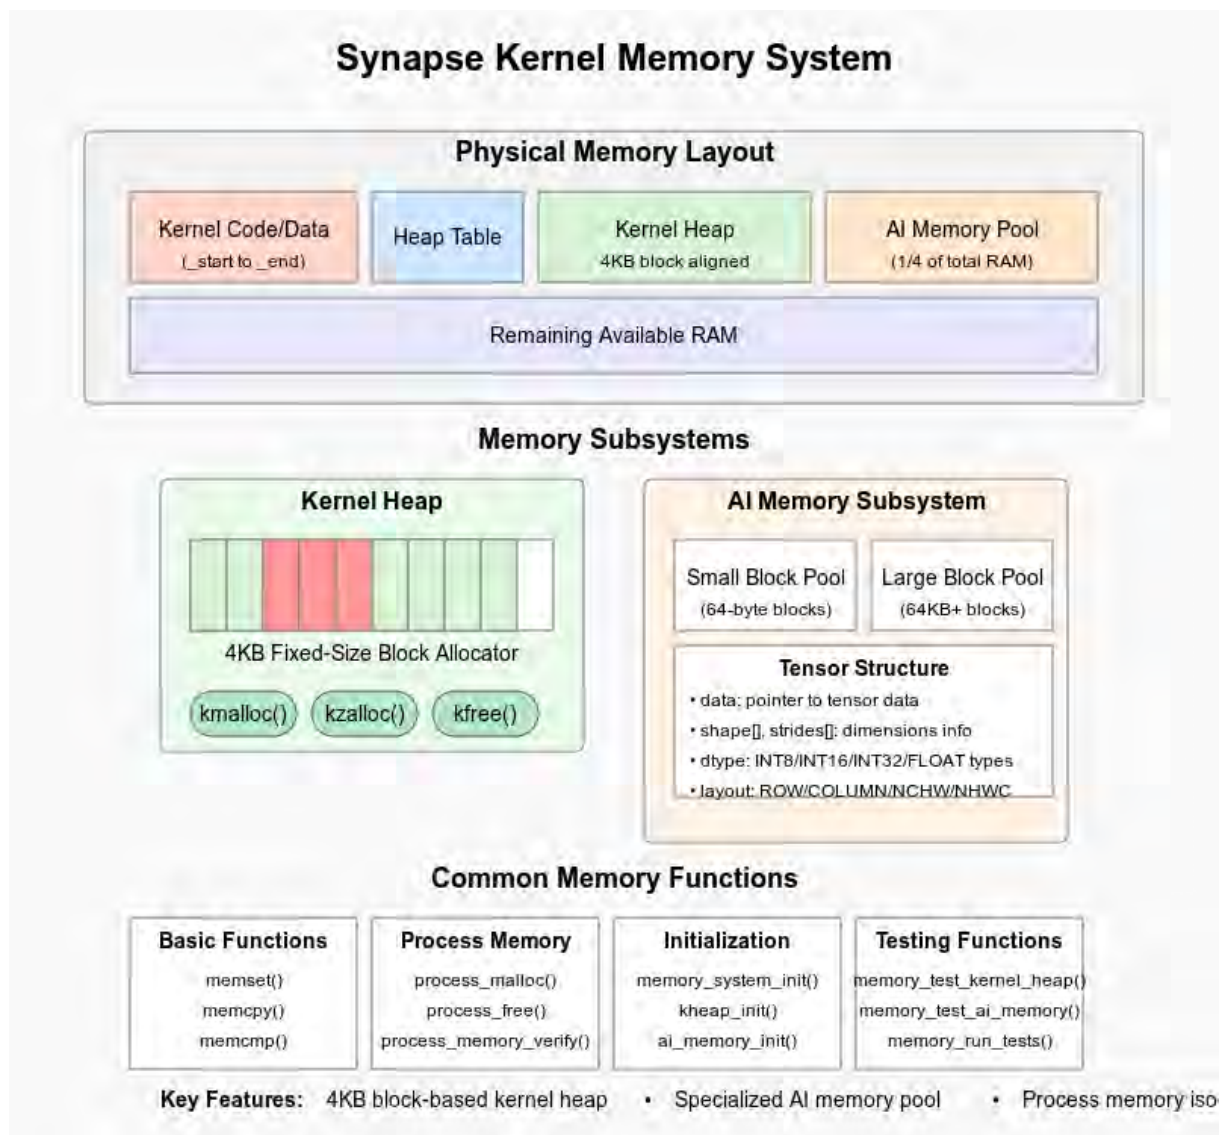 Synapse Kernel Memory System
Physical Memory Layout
Kernel Code/Data
(_start to _end)
Heap Table
Kernel Heap
4KB block aligned
AI Memory Pool
(1/4 of total RAM)
Remaining Available RAM
Memory Subsystems
Kernel Heap
4KB Fixed-Size Block Allocator
kmalloc()
kzalloc()
kfree()
AI Memory Subsystem
Small Block Pool
(64-byte blocks)
Large Block Pool
(64KB+ blocks)
Tensor Structure
• data: pointer to tensor data
• shape[], strides[]: dimensions info
• dtype: INT8/INT16/INT32/FLOAT types
• layout: ROW/COLUMN/NCHW/NHWC
Common Memory Functions
Basic Functions
memset()
memcpy()
memcmp()
Process Memory
process_malloc()
process_free()
process_memory_verify()
Initialization
memory_system_init()
kheap_init()
ai_memory_init()
Testing Functions
memory_test_kernel_heap()
memory_test_ai_memory()
memory_run_tests()
Key Features: 4KB block-based kernel heap • Specialized AI memory pool • Process memory iso